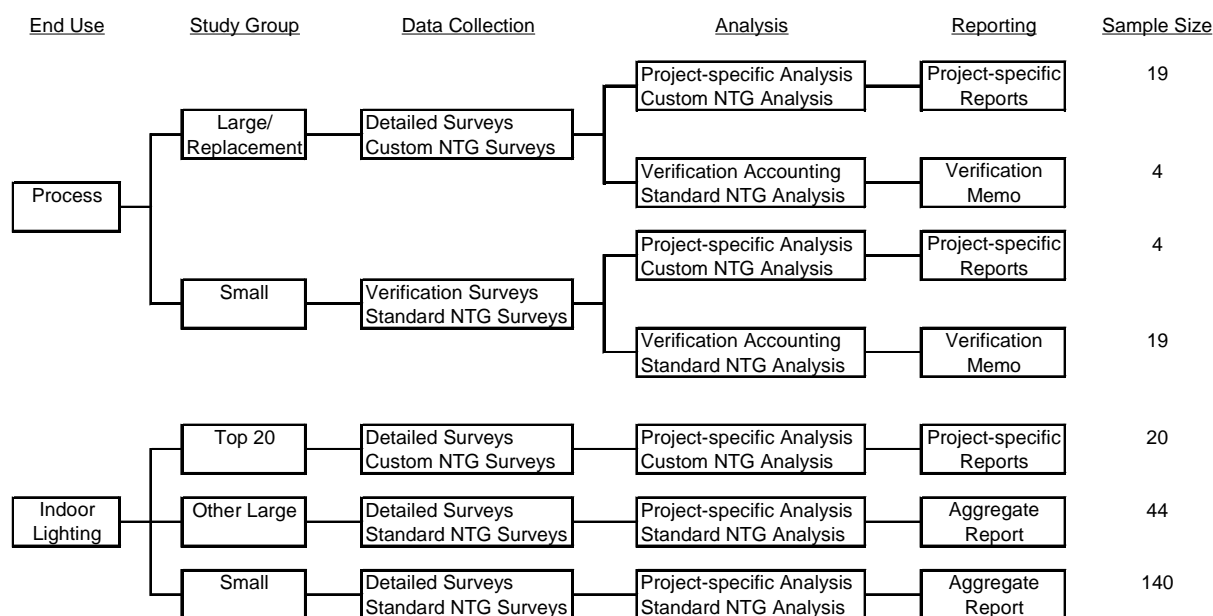 End Use Study Group Data Collection Analysis Reporting Sample Size
Project-specific Analysis
Custom NTG Analysis
Project-specific
Reports
19
Large/
Replacement
Detailed Surveys
Custom NTG Surveys
Verification Accounting
Standard NTG Analysis
Verification
Memo
4
Process
Project-specific Analysis
Custom NTG Analysis
Project-specific
Reports
4
Small
Verification Surveys
Standard NTG Surveys
Verification Accounting
Standard NTG Analysis
Verification
Memo
19
Top 20
Detailed Surveys
Custom NTG Surveys
Project-specific Analysis
Custom NTG Analysis
Project-specific
Reports
20
Indoor
Lighting
Other Large
Detailed Surveys
Standard NTG Surveys
Project-specific Analysis
Standard NTG Analysis
Aggregate
Report
44
Small
Detailed Surveys
Standard NTG Surveys
Project-specific Analysis
Standard NTG Analysis
Aggregate
Report
140